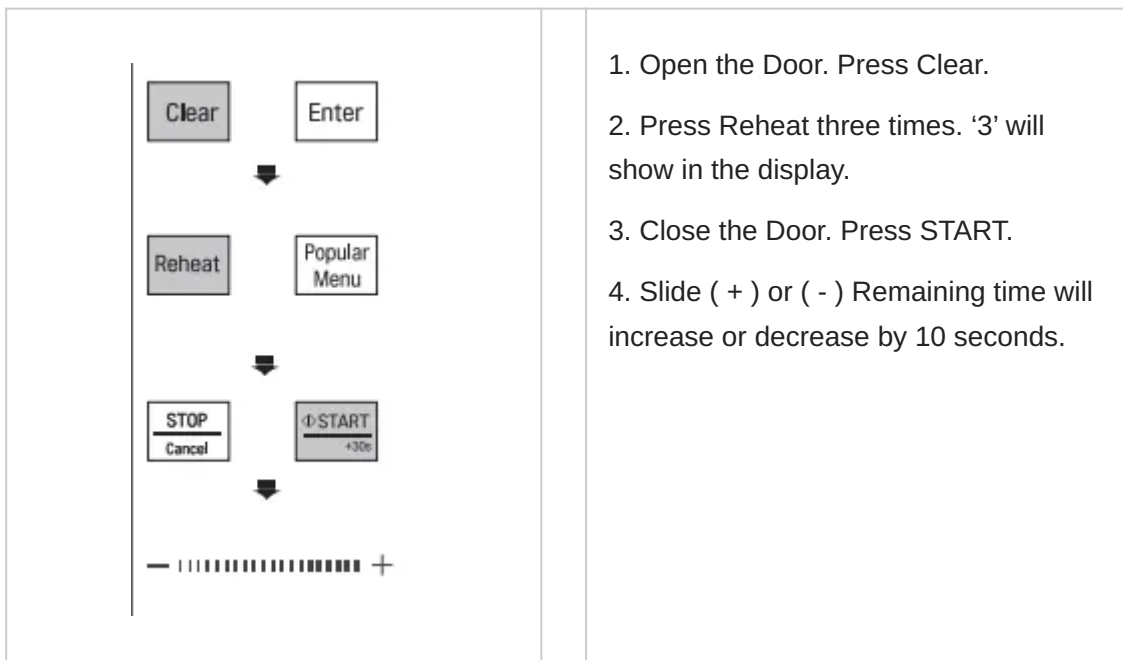 Clear
Enter
Reheat
Popular
Menu
STOP
Cancel
START
+30s
− +
1. Open the Door. Press Clear.
2. Press Reheat three times. ‘3’ will
show in the display.
3. Close the Door. Press START.
4. Slide ( + ) or ( - ) Remaining time will
increase or decrease by 10 seconds.